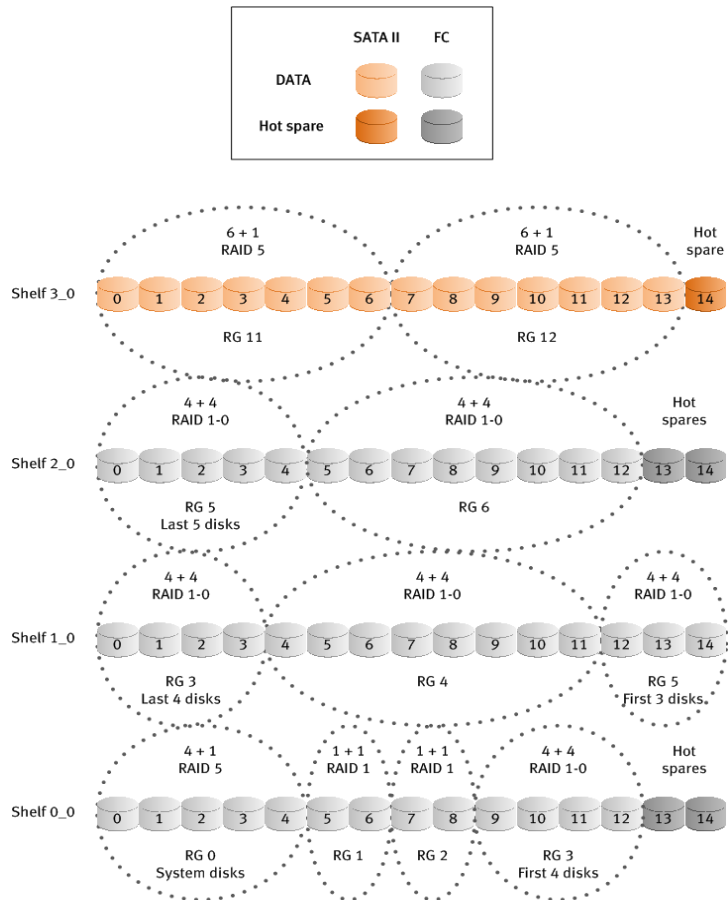 SATA II FC
DATA
Hot spare
6 + 1 6 + 1 Hot
RAID 5 RAID 5 spare
Shelf 3_0 0 1 2 3 4 5 6 7 8 9 10 11 12 13 14
RG 11 RG 12
4 + 4 4 + 4 Hot
RAID 1-0 RAID 1-0 spares
Shelf 2_0 0 1 2 3 4 5 6 7 8 9 10 11 12 13 14
RG 5 RG 6
Last 5 disks
4 + 4 4 + 4 4 + 4
RAID 1-0 RAID 1-0 RAID 1-0
Shelf 1_0 0 1 2 3 4 5 6 7 8 9 10 11 12 13 14
RG 3 RG 4 RG 5
Last 4 disks First 3 disks
4 + 1 1 + 1 1 + 1 4 + 4 Hot
RAID 5 RAID 1 RAID 1 RAID 1-0 spares
Shelf 0_0 0 1 2 3 4 5 6 7 8 9 10 11 12 13 14
RG 0 RG 1 RG 2 RG 3
System disks First 4 disks